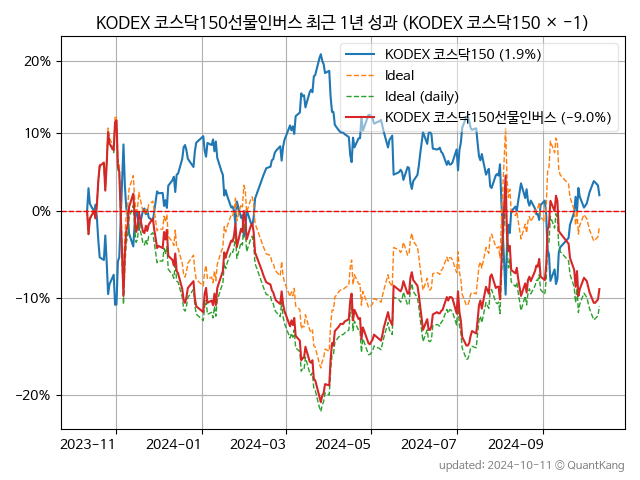 KODEX 코스닥150선물인버스 최근 1년 성과 (KODEX 코스닥150 × −1)
KODEX 코스닥150 (1.9%)
Ideal
Ideal (daily)
KODEX 코스닥150선물인버스 (−9.0%)
20%
10%
0%
−10%
−20%
2023−11
2024−01
2024−03
2024−05
2024−07
2024−09
updated: 2024-10-11 © QuantKang